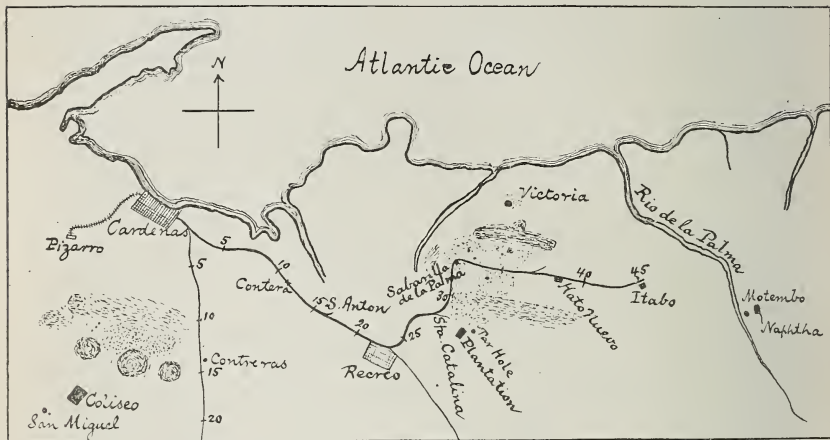 Atlantic Ocean
N
Pizarro
Cardenas
5
10
Contera
15
S. Anton
20
Recreo
25
Sta. Catalina
30
Sabanilla
de la Palma
Victoria
Tar Hole
Plantation
Hato Nuevo
40
45
Itabo
Rio de la Palma
Motembo
Naphtha
5
10
Contreras
15
20
Coliseo
San Miguel